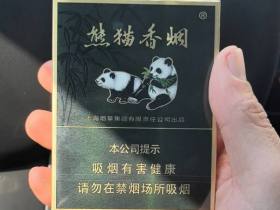 熊猫香烟
®
上海烟草集团有限责任公司出品
本公司提示
吸烟有害健康
请勿在禁烟场所吸烟